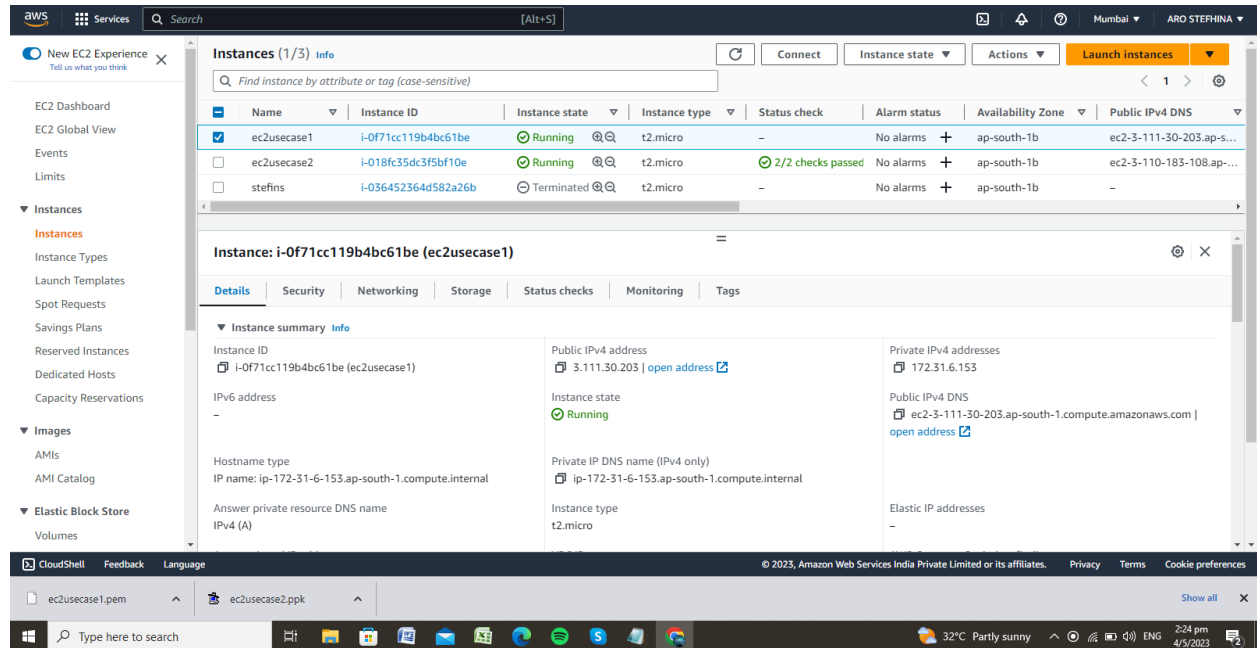 aws Services Search [Alt+S] Mumbai ▼ ARO STEFHINA ▼
New EC2 Experience
Tell us what you think
EC2 Dashboard
EC2 Global View
Events
Limits
▼ Instances
Instances
Instance Types
Launch Templates
Spot Requests
Savings Plans
Reserved Instances
Dedicated Hosts
Capacity Reservations
▼ Images
AMIs
AMI Catalog
▼ Elastic Block Store
Volumes
Instances (1/3) Info Connect Instance state ▼ Actions ▼ Launch instances ▼
Find instance by attribute or tag (case-sensitive) < 1 >
Name Instance ID Instance state Instance type Status check Alarm status Availability Zone Public IPv4 DNS
ec2usecase1 i-0f71cc119b4bc61be Running t2.micro – No alarms + ap-south-1b ec2-3-111-30-203.ap-s...
ec2usecase2 i-018fc35dc3f5bf10e Running t2.micro 2/2 checks passed No alarms + ap-south-1b ec2-3-110-183-108.ap-...
stefins i-036452364d582a26b Terminated t2.micro – No alarms + ap-south-1b –
Instance: i-0f71cc119b4bc61be (ec2usecase1)
Details Security Networking Storage Status checks Monitoring Tags
▼ Instance summary Info
Instance ID Public IPv4 address Private IPv4 addresses
i-0f71cc119b4bc61be (ec2usecase1) 3.111.30.203 | open address 172.31.6.153
IPv6 address Instance state Public IPv4 DNS
– Running ec2-3-111-30-203.ap-south-1.compute.amazonaws.com |
open address
Hostname type Private IP DNS name (IPv4 only)
IP name: ip-172-31-6-153.ap-south-1.compute.internal ip-172-31-6-153.ap-south-1.compute.internal
Answer private resource DNS name Instance type Elastic IP addresses
IPv4 (A) t2.micro –
CloudShell Feedback Language © 2023, Amazon Web Services India Private Limited or its affiliates. Privacy Terms Cookie preferences
ec2usecase1.pem ec2usecase2.ppk Show all X
Type here to search 32°C Partly sunny ENG 2:24 pm
4/5/2023 2